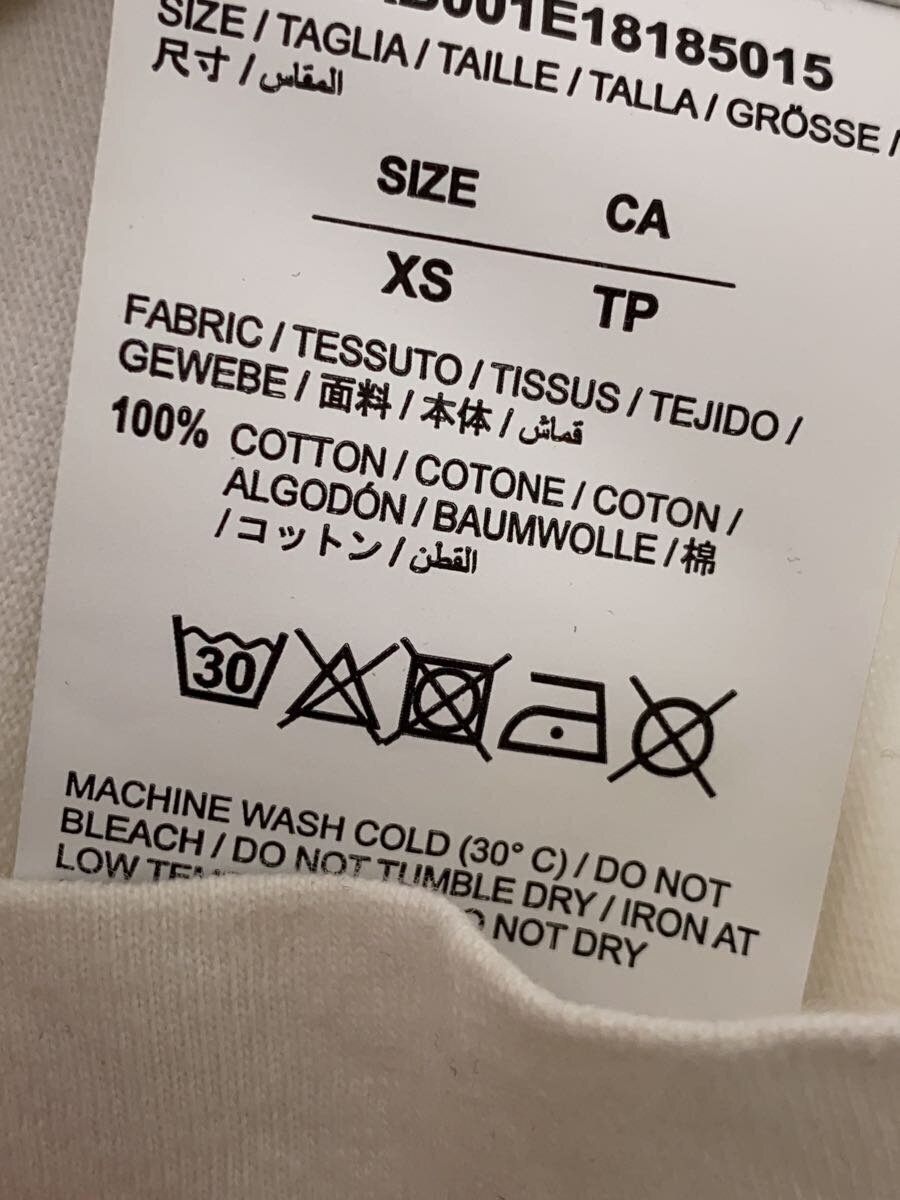 B001E18185015
SIZE / TAGLIA / TAILLE / TALLA / GRÖSSE /
尺寸 / المقاس
SIZE CA
XS TP
FABRIC / TESSUTO / TISSUS / TEJIDO /
GEWEBE / 面料 / 本体 / قماش
100% COTTON / COTONE / COTON /
ALGODÓN / BAUMWOLLE / 棉
/ コットン / القطن
30
MACHINE WASH COLD (30° C) / DO NOT
BLEACH / DO NOT TUMBLE DRY / IRON AT
LOW NOT DRY